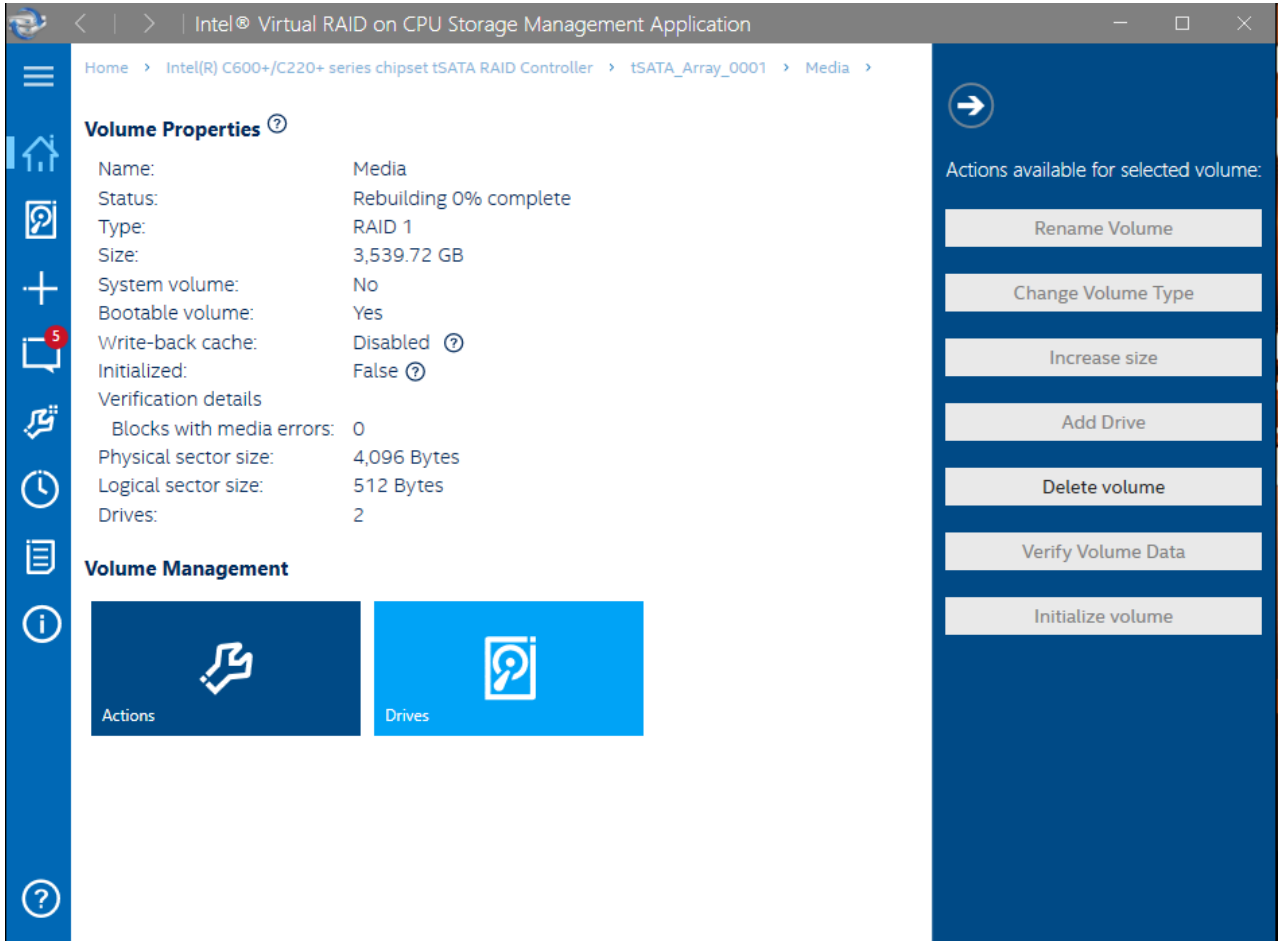 Intel® Virtual RAID on CPU Storage Management Application
Home > Intel(R) C600+/C220+ series chipset tSATA RAID Controller > tSATA_Array_0001 > Media >
Volume Properties ?
Name: Media
Status: Rebuilding 0% complete
Type: RAID 1
Size: 3,539.72 GB
System volume: No
Bootable volume: Yes
Write-back cache: Disabled ?
Initialized: False ?
Verification details
Blocks with media errors: 0
Physical sector size: 4,096 Bytes
Logical sector size: 512 Bytes
Drives: 2
Volume Management
Actions
Drives
5
Actions available for selected volume:
Rename Volume
Change Volume Type
Increase size
Add Drive
Delete volume
Verify Volume Data
Initialize volume